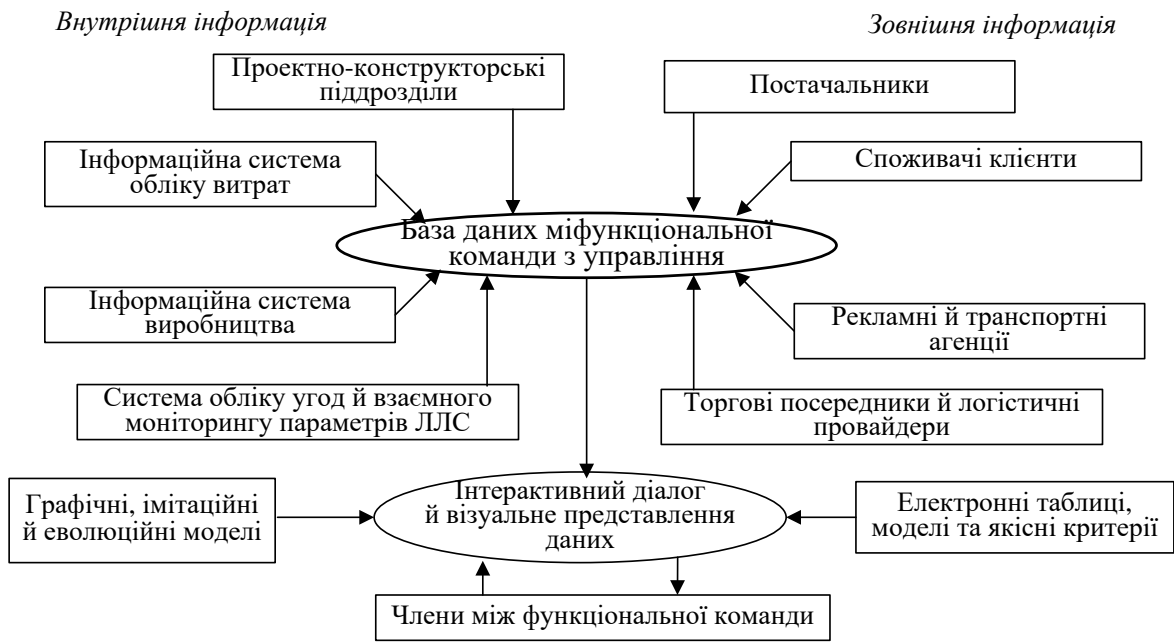 Внутрішня інформація
Зовнішня інформація
Проектно-конструкторські
піддрозділи
Постачальники
Інформаційна система
обліку витрат
Споживачі клієнти
База даних міфункціональної
команди з управління
Інформаційна система
виробництва
Рекламні й транспортні
агенції
Система обліку угод й взаємного
моніторингу параметрів ЛЛС
Торгові посередники й логістичні
провайдери
Графічні, імітаційні
й еволюційні моделі
Інтерактивний діалог
й візуальне представлення
даних
Електронні таблиці,
моделі та якісні критерії
Члени між функціональної команди